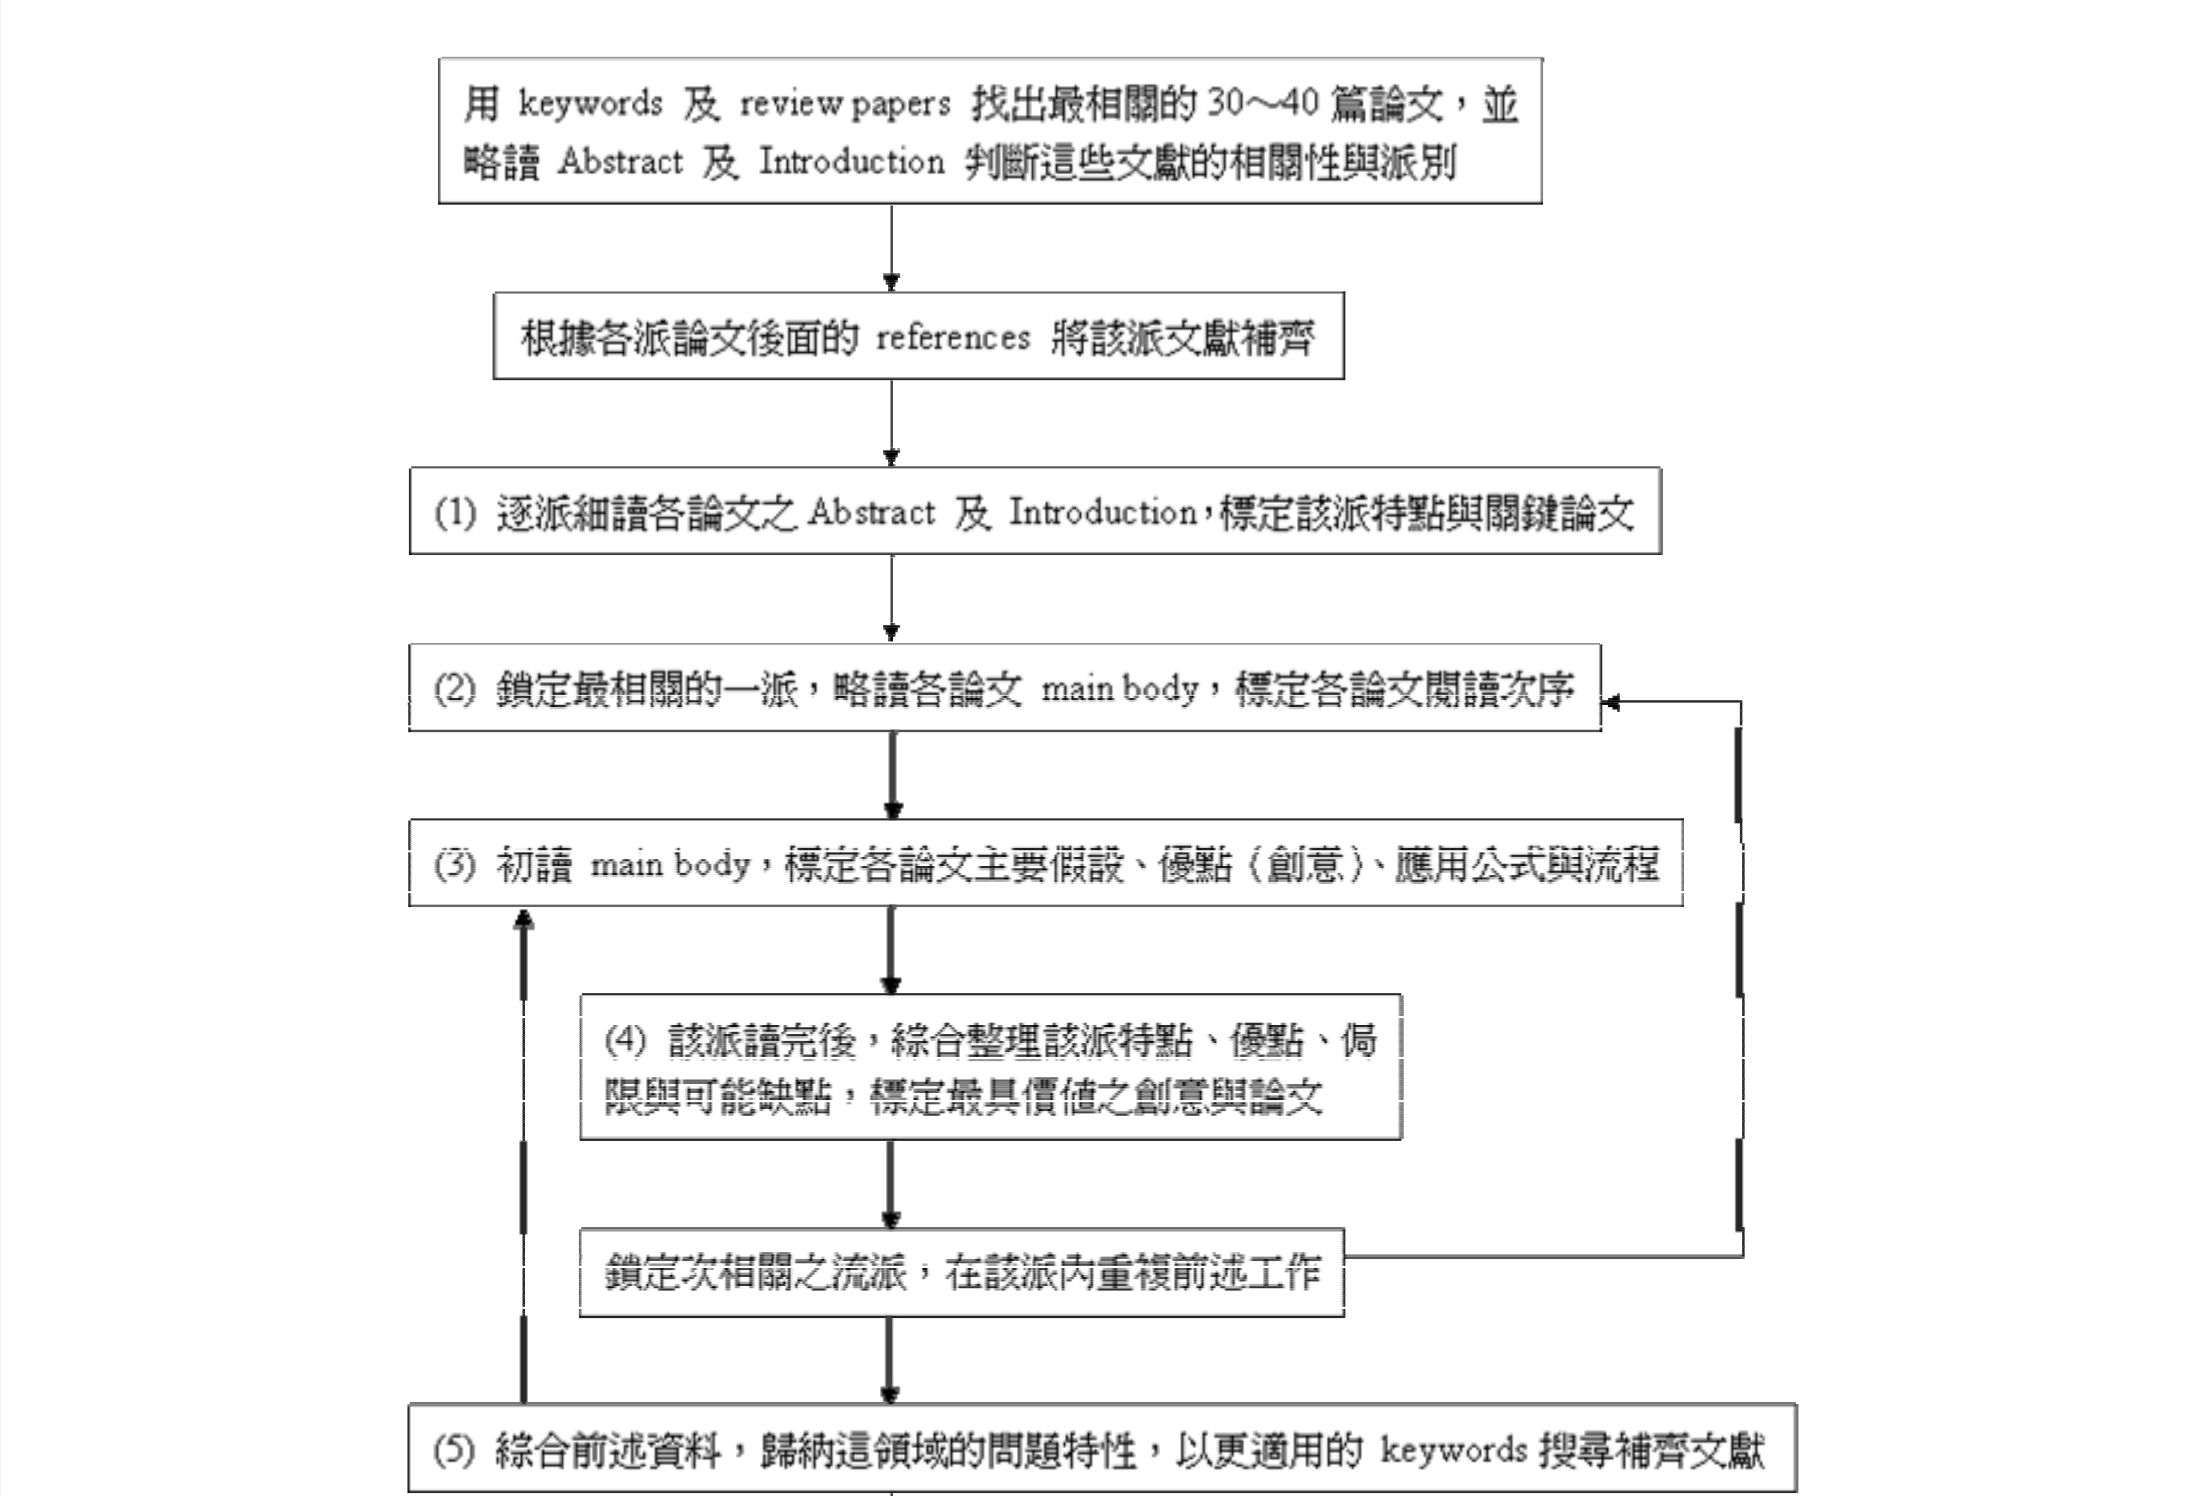 用 keywords 及 review papers 找出最相關的 30～40 篇論文，並
略讀 Abstract 及 Introduction 判斷這些文獻的相關性與派別
根據各派論文後面的 references 將該派文獻補齊
(1) 逐派細讀各論文之 Abstract 及 Introduction，標定該派特點與關鍵論文
(2) 鎖定最相關的一派，略讀各論文 main body，標定各論文閱讀次序
(3) 初讀 main body，標定各論文主要假設、優點（創意）、應用公式與流程
(4) 該派讀完後，綜合整理該派特點、優點、侷
限與可能缺點，標定最具價值之創意與論文
鎖定次相關之流派，在該派內重複前述工作
(5) 綜合前述資料，歸納這領域的問題特性，以更適用的 keywords 搜尋補齊文獻